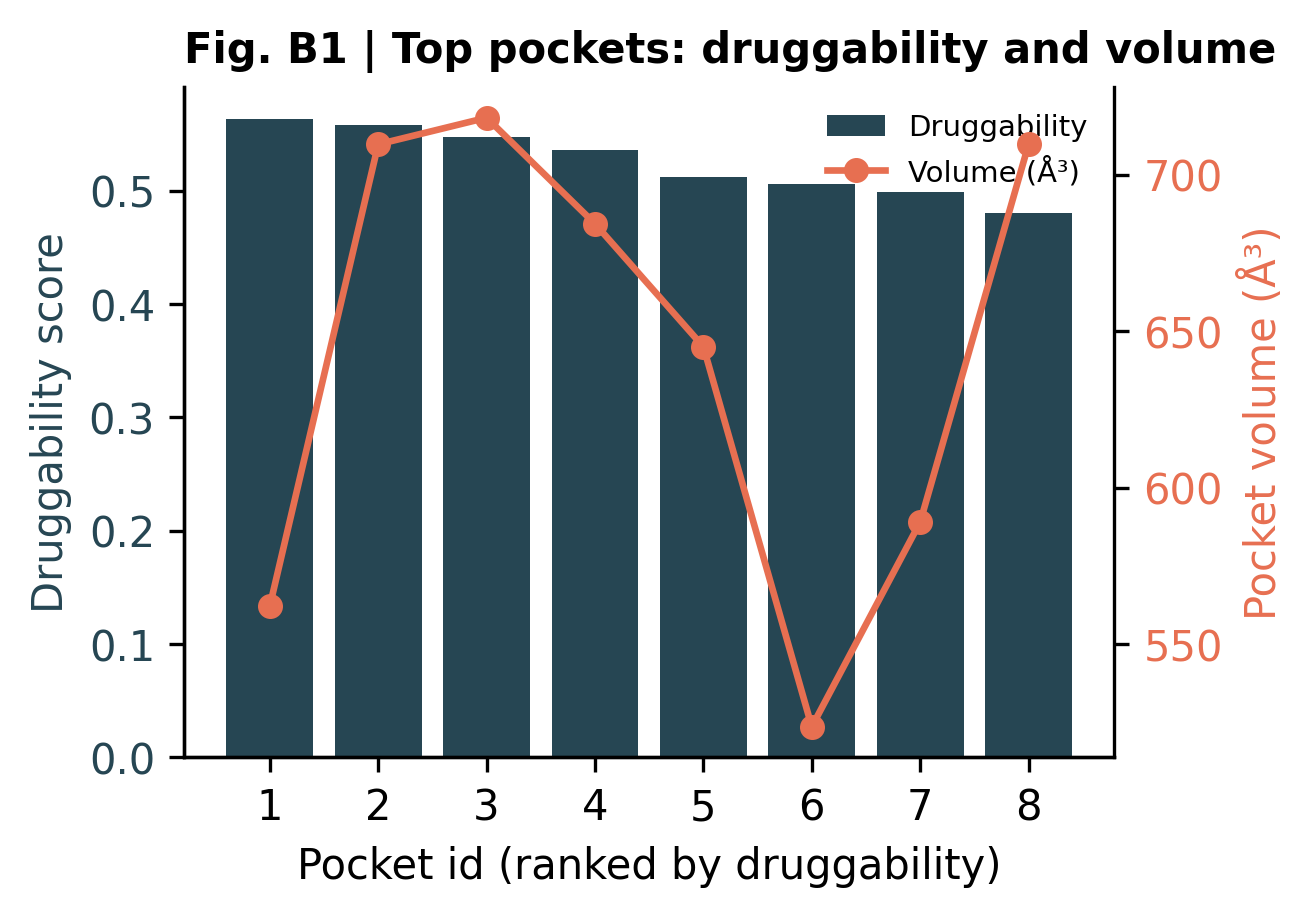 Fig. B1 | Top pockets: druggability and volume
Druggability
Volume (Å³)
Druggability score
0.5
0.4
0.3
0.2
0.1
0.0
700
650
600
550
Pocket volume (Å³)
1 2 3 4 5 6 7 8
Pocket id (ranked by druggability)